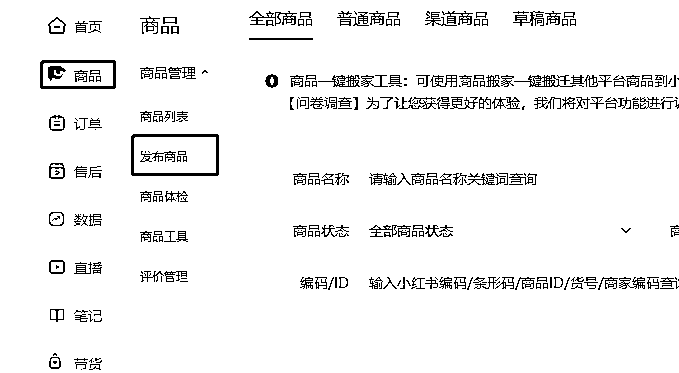 首页
商品
订单
售后
数据
直播
笔记
带货
商品
商品管理
商品列表
发布商品
商品体检
商品工具
评价管理
全部商品 普通商品 渠道商品 草稿商品
商品一键搬家工具：可使用商品搬家一键搬迁其他平台商品到小
【问卷调查】为了让您获得更好的体验，我们将对平台功能进行
商品名称 请输入商品名称关键词查询
商品状态 全部商品状态
编码/ID 输入小红书编码/条形码/商品ID/货号/商家编码查